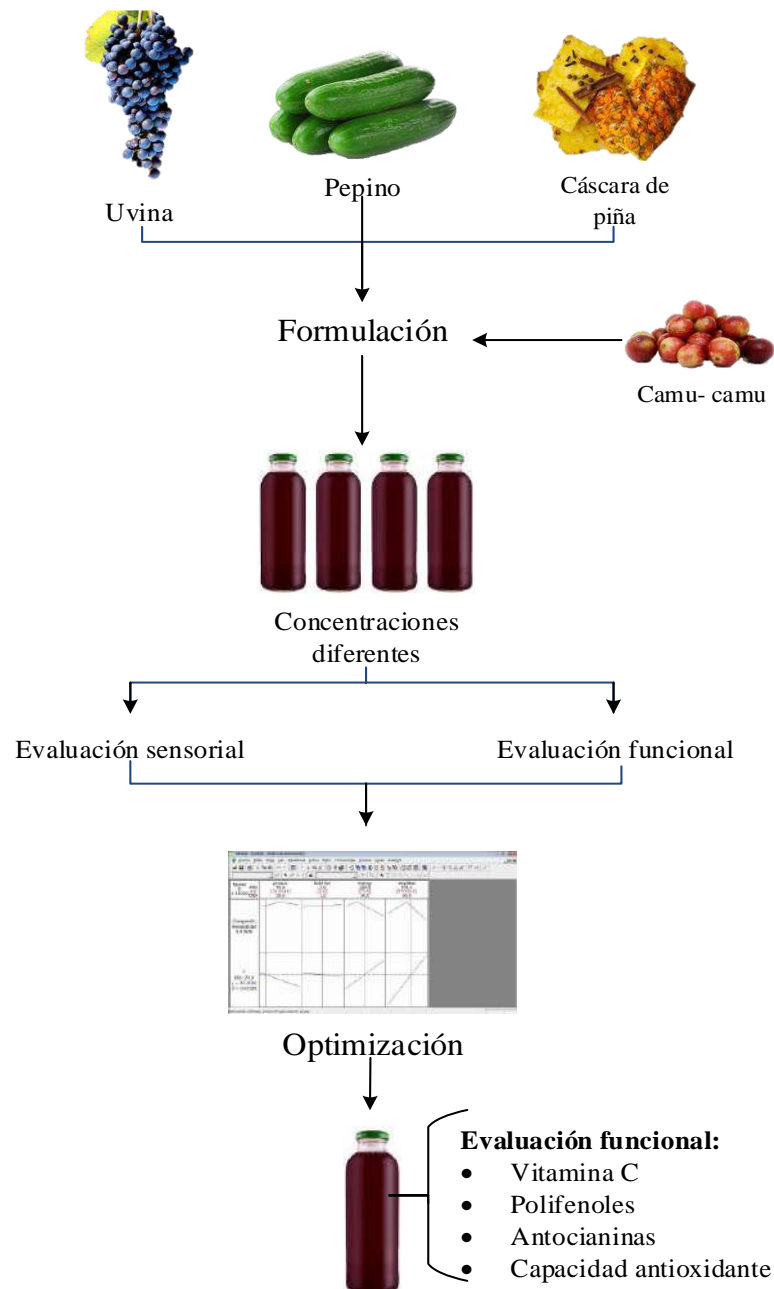 Uvina
Pepino
Cáscara de
piña
Formulación
Camu- camu
Concentraciones
diferentes
Evaluación sensorial
Evaluación funcional
Optimización
Evaluación funcional:
• Vitamina C
• Polifenoles
• Antocianinas
• Capacidad antioxidante